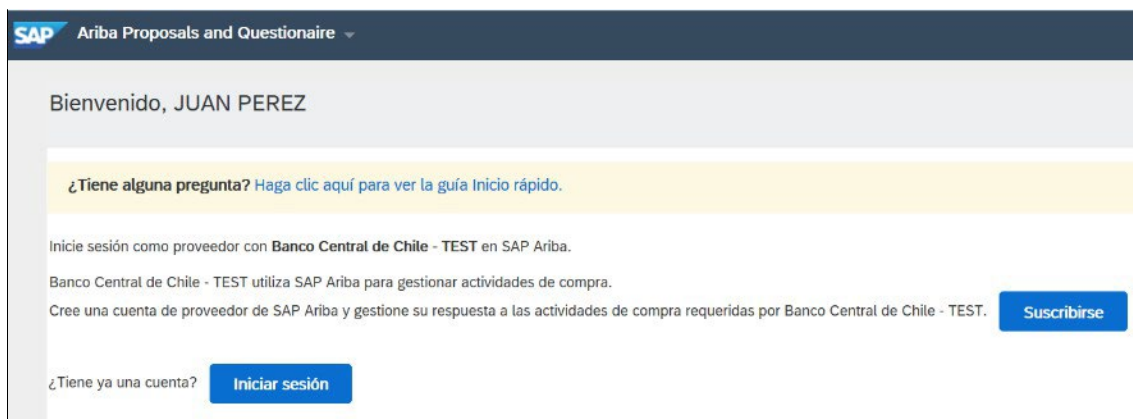 SAP Ariba Proposals and Questionaire
Bienvenido, JUAN PEREZ
¿Tiene alguna pregunta? Haga clic aquí para ver la guía Inicio rápido.
Inicie sesión como proveedor con Banco Central de Chile - TEST en SAP Ariba.
Banco Central de Chile - TEST utiliza SAP Ariba para gestionar actividades de compra.
Cree una cuenta de proveedor de SAP Ariba y gestione su respuesta a las actividades de compra requeridas por Banco Central de Chile - TEST. Suscribirse
¿Tiene ya una cuenta? Iniciar sesión